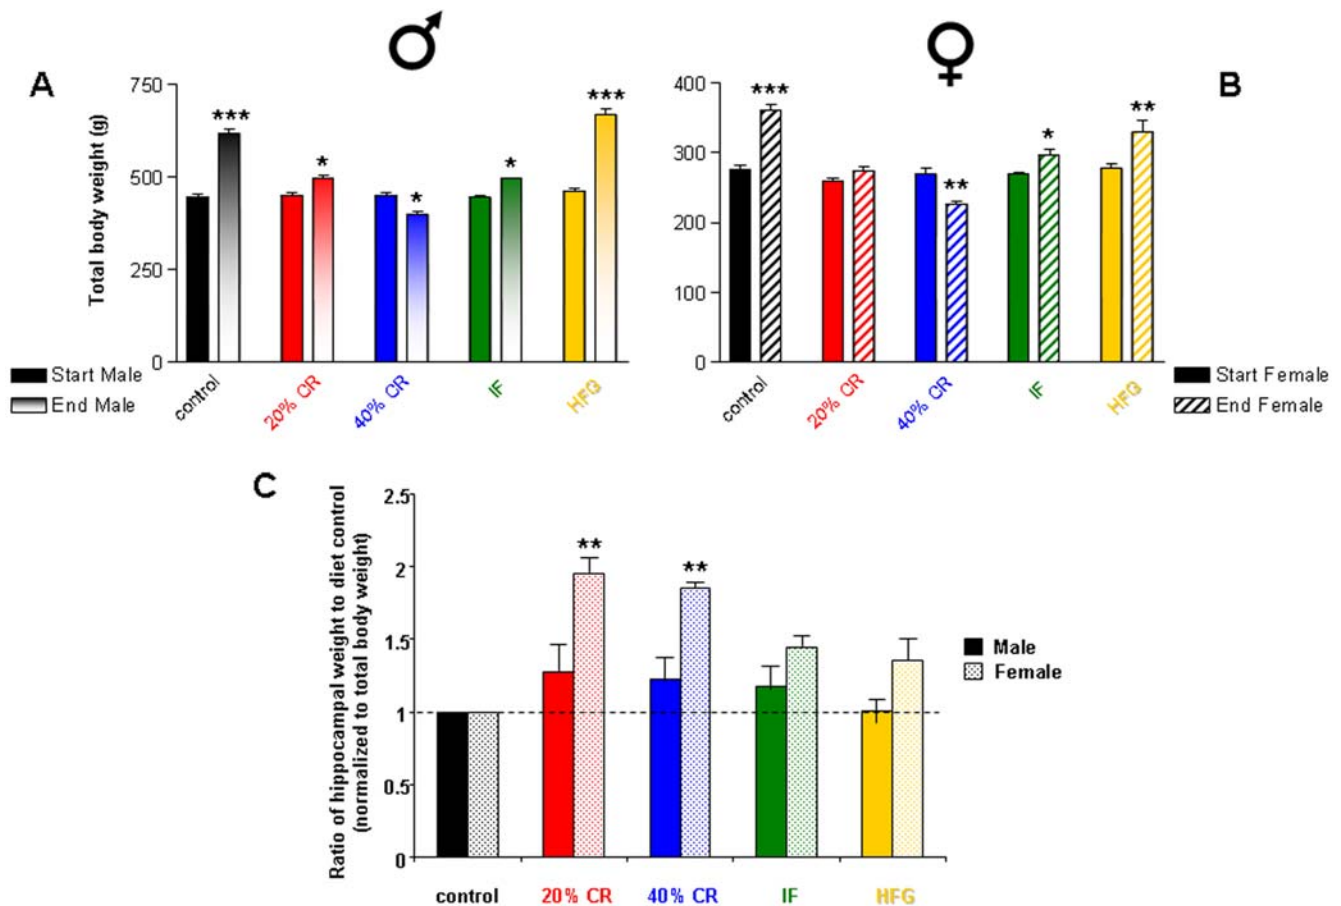 A
B
Total body weight (g)
750
500
250
0
***
*
*
*
***
control
20% CR
40% CR
IF
HFG
Start Male
End Male
400
300
200
100
0
***
**
*
**
control
20% CR
40% CR
IF
HFG
Start Female
End Female
C
Ratio of hippocampal weight to diet control
(normalized to total body weight)
2.5
2
1.5
1
0.5
0
**
**
Male
Female
control
20% CR
40% CR
IF
HFG